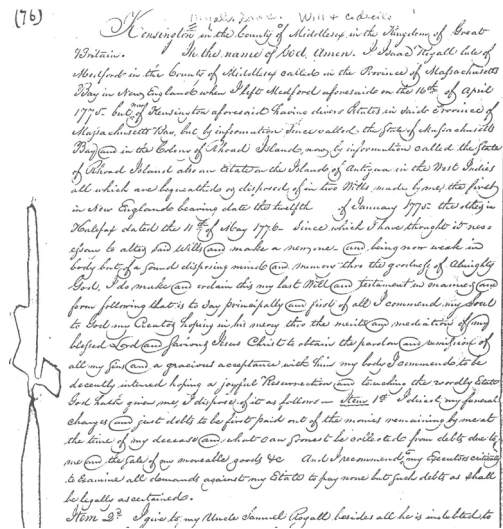 (76)
Royall, Isaac. Will & codicile
Kensington in the County of Middlesex in the Kingdom of Great
Britain. In the name of God, Amen. I Isaac Royall late of
Medford in the County of Middlesex called in the Province of Massachusetts
Bay in New England when I left Medford aforesaid on the 16th of April
1775- but now of Kensington aforesaid having divers Estates in said Province of
Massachusetts Bay, but by information Since called the State of Massachusetts
Bay and in the Colony of Rhoad Island, now by information called the State
of Rhoad Island also an Estate on the Island of Antigua in the West Indies
all which are bequeathed or disposed of in two Wills made by me, the first
in New England bearing date the twelfth of January 1775- the other in
Halifax dated the 11th of May 1776- Since which I have thought it nes-
essary to alter said Wills and make a new one and being now weak in
body but of a Sound disposing mind and memory thro the goodness of Almighty
God, I do make and ordain this my last Will and Testament in manner and
form following that is to Say principally and first of all I commend my Soul
to God my Creator hoping in his mercy thro the merits and mediation of my
blessed Lord and Saviour Jesus Christ to obtain the pardon and remission of
all my Sins and a gracious acceptance with him my body I commend to be
decently interred hoping a joyful Resurrection and touching the wordly Estate
God hath given me, I dispose of it as follows — Item 1st I direct my funeral
charges and just debts to be first paid out of the monies remaining by me at
the time of my decease and what can Soonest be collected from debts due to
me and the Sale of my moveable goods &c And I recommend my Executors
to Examine all demands against my Estate to pay none but Such debts as shall
be legally ascertained.
Item 2d I give to my Uncle Samuel Royall besides all he is indebted to